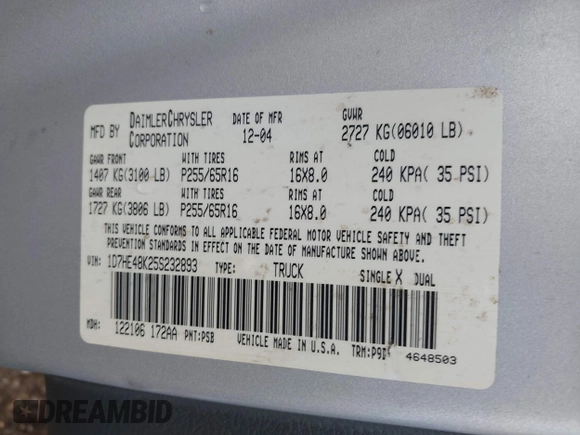 MFD BY DAIMLERCHRYSLER CORPORATION DATE OF MFR 12-04 GVWR 2727 KG(06010 LB)
GAWR FRONT WITH TIRES RIMS AT COLD
1407 KG(3100 LB) P255/65R16 16X8.0 240 KPA( 35 PSI)
GAWR REAR WITH TIRES RIMS AT COLD
1727 KG(3806 LB) P255/65R16 16X8.0 240 KPA( 35 PSI)
THIS VEHICLE CONFORMS TO ALL APPLICABLE FEDERAL MOTOR VEHICLE SAFETY AND THEFT
PREVENTION STANDARDS IN EFFECT ON THE DATE OF MANUFACTURE SHOWN ABOVE.
VIN: 1D7HE48K25S232893 TYPE: TRUCK SINGLE X DUAL
MDH: 122106 172AA PNT:PSB VEHICLE MADE IN U.S.A. TRM:P9D 4648503
DREAMBID